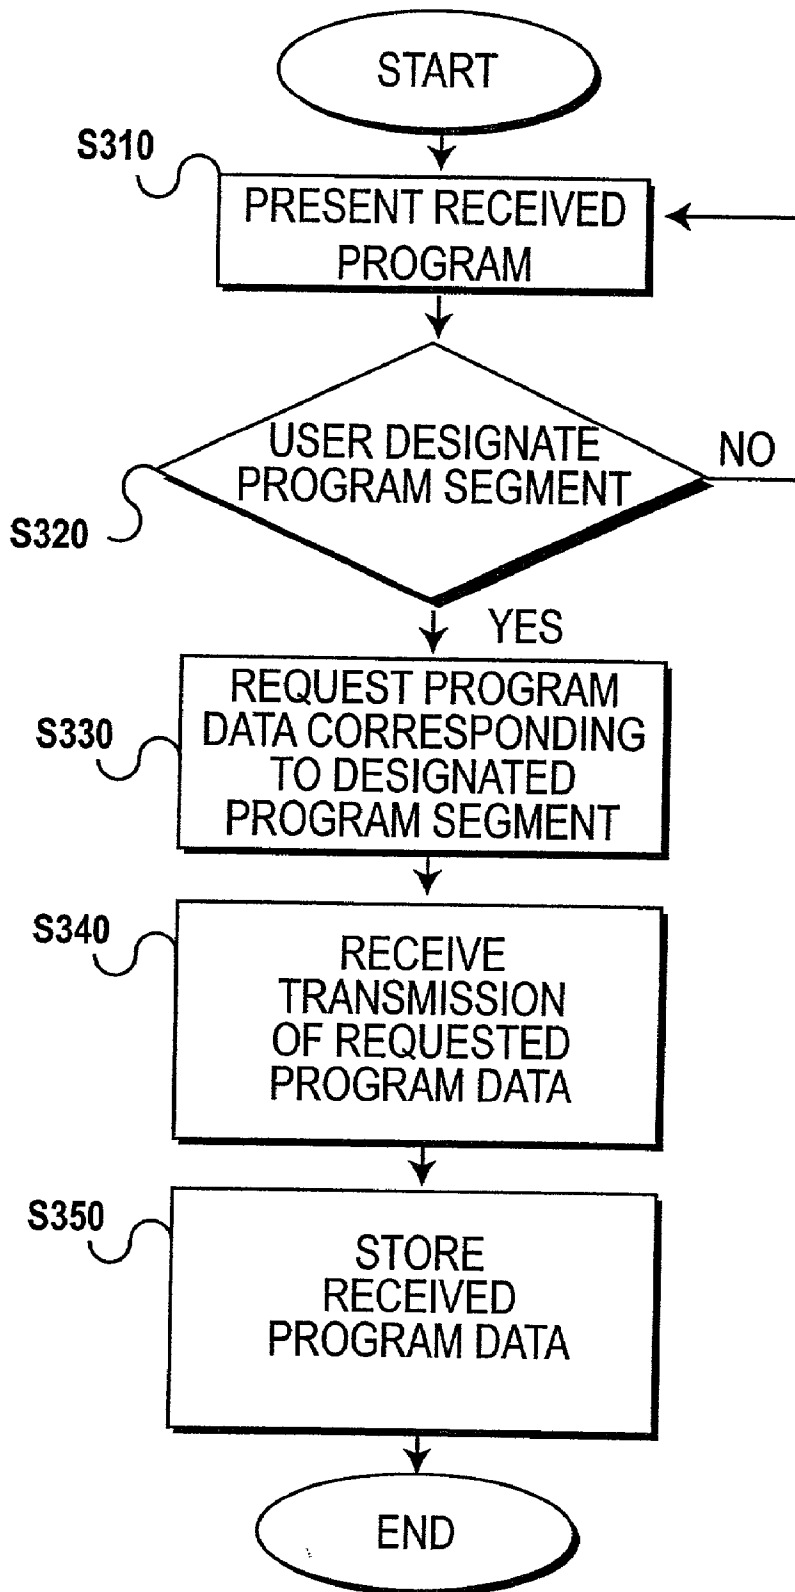 START
S310
PRESENT RECEIVED
PROGRAM
USER DESIGNATE
PROGRAM SEGMENT
NO
S320
YES
REQUEST PROGRAM
DATA CORRESPONDING
TO DESIGNATED
PROGRAM SEGMENT
S330
S340
RECEIVE
TRANSMISSION
OF REQUESTED
PROGRAM DATA
S350
STORE
RECEIVED
PROGRAM DATA
END